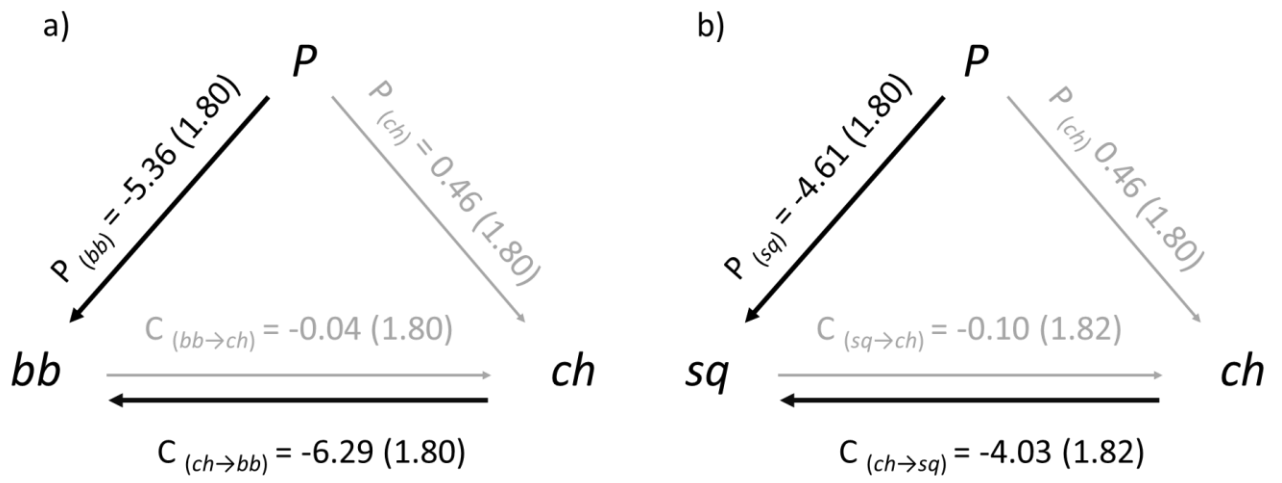 a)
P
P (bb) = -5.36 (1.80)
P (ch) = 0.46 (1.80)
C (bb→ch) = -0.04 (1.80)
bb
ch
C (ch→bb) = -6.29 (1.80)
b)
P
P (sq) = -4.61 (1.80)
P (ch) 0.46 (1.80)
C (sq→ch) = -0.10 (1.82)
sq
ch
C (ch→sq) = -4.03 (1.82)